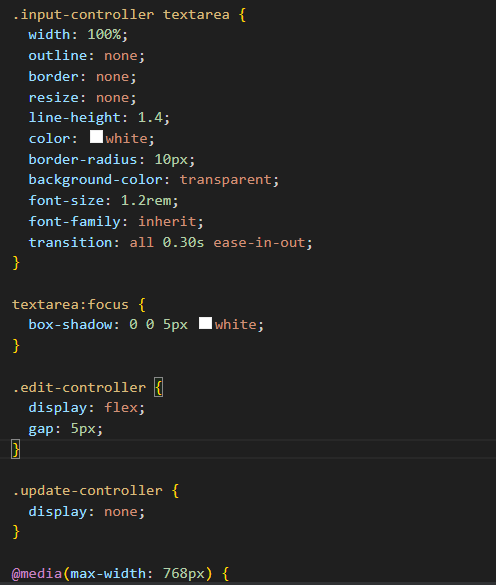 .input-controller textarea {
  width: 100%;
  outline: none;
  border: none;
  resize: none;
  line-height: 1.4;
  color: white;
  border-radius: 10px;
  background-color: transparent;
  font-size: 1.2rem;
  font-family: inherit;
  transition: all 0.30s ease-in-out;
}

textarea:focus {
  box-shadow: 0 0 5px white;
}

.edit-controller {
  display: flex;
  gap: 5px;
}

.update-controller {
  display: none;
}

@media(max-width: 768px) {